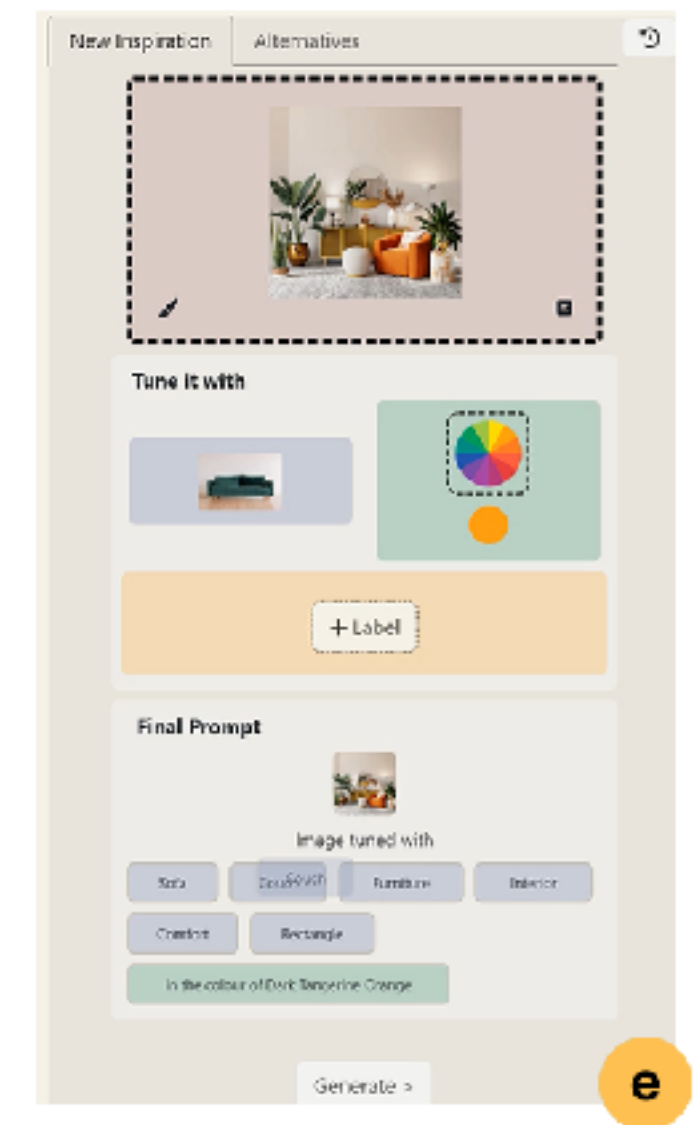 New Inspiration Alternatives
Tune it with
+ Label
Final Prompt
Image tuned with
Sofa Couch Furniture Interior
Comfort Rectangle
In the colour of Dark Tangerine Orange
Generate »
e